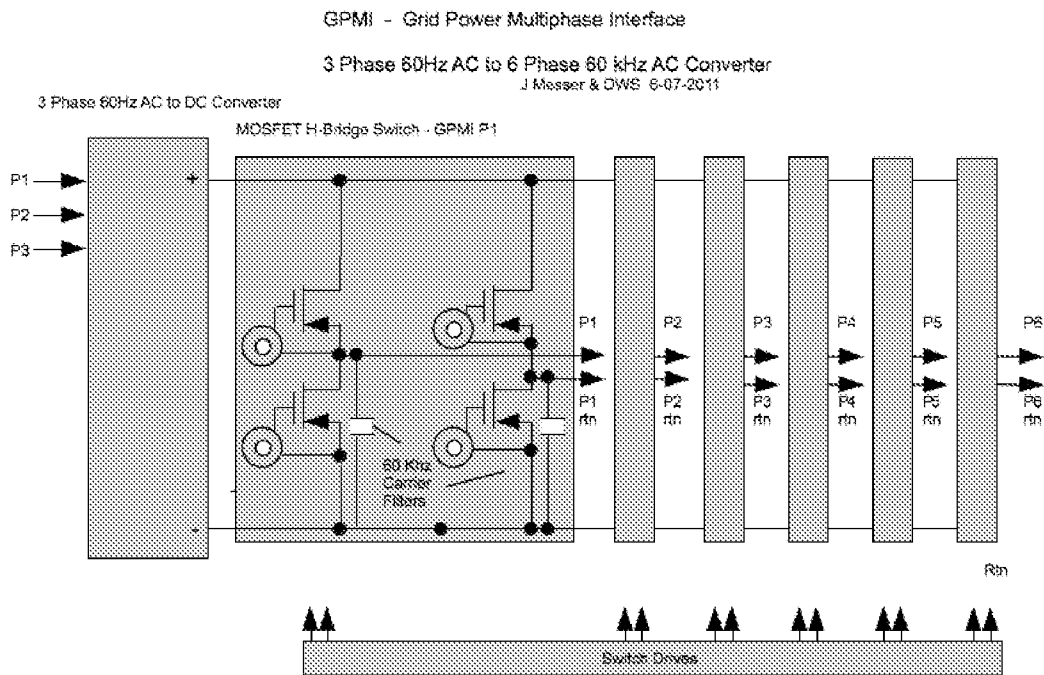 GPMI - Grid Power Multiphase Interface
3 Phase 60Hz AC to 6 Phase 60 kHz AC Converter
J Messer & DWS 6-07-2011
3 Phase 60Hz AC to DC Converter
MOSFET H-Bridge Switch - GPMI P1
P1
+
P2
P3
P1
P2
P3
P4
P5
P6
P1 rtn
P2 rtn
P3 rtn
P4 rtn
P5 rtn
P6 rtn
60 Khz
Carrier
Filters
-
-
Rtn
Switch Drives